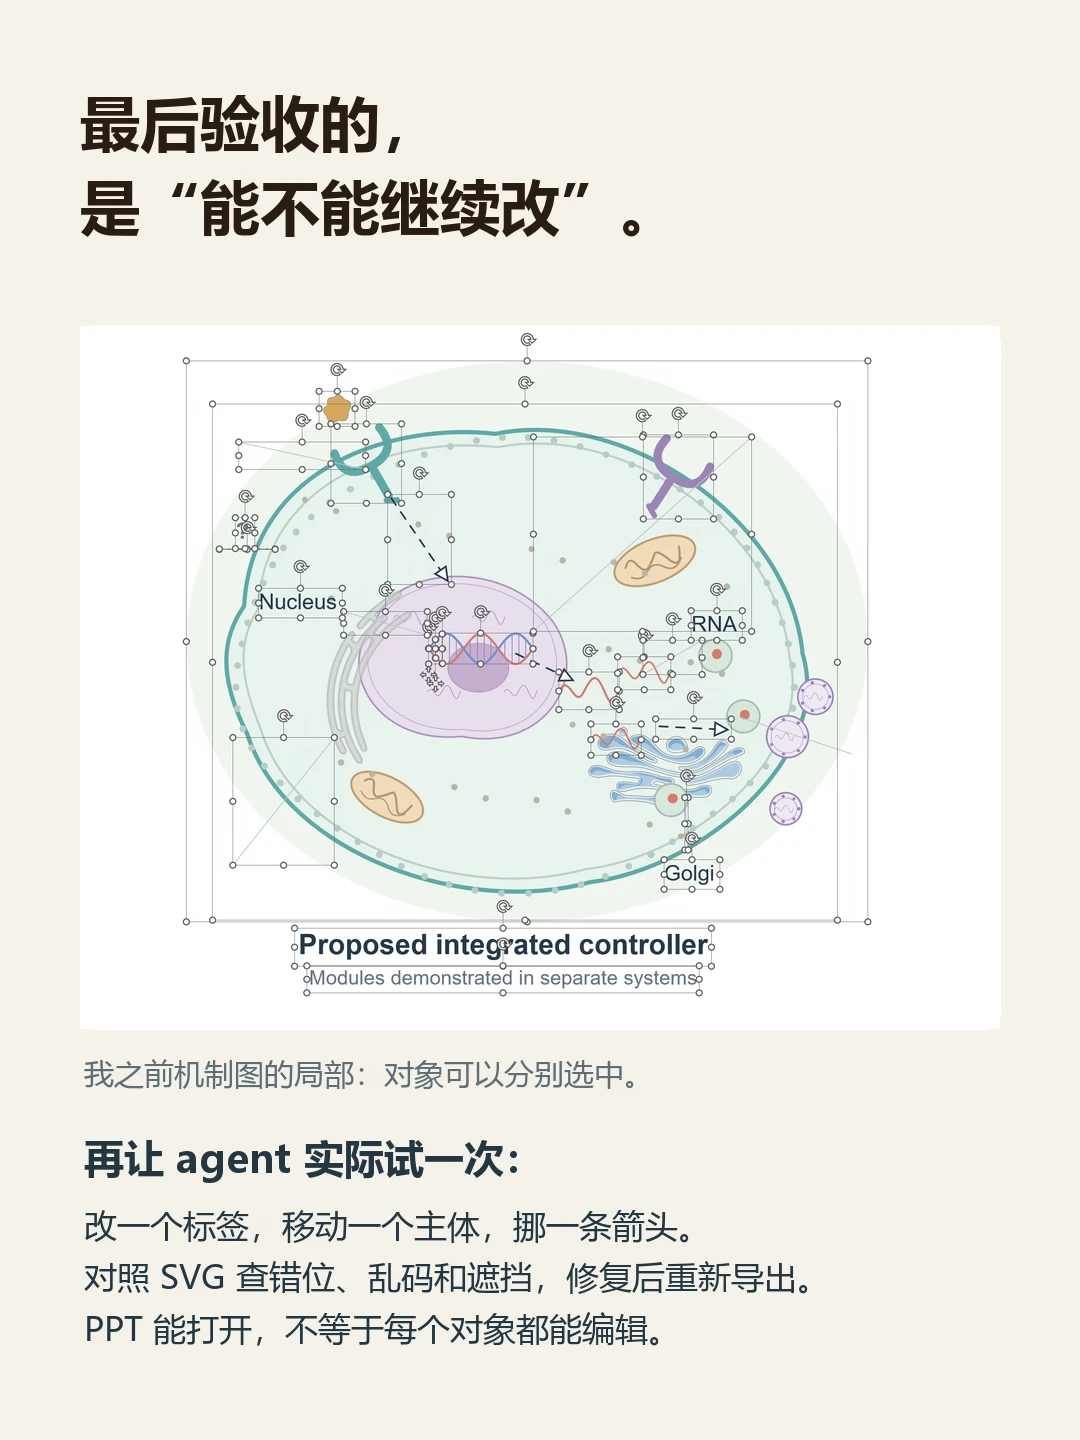 最后验收的，
是“能不能继续改”。
Nucleus
RNA
Golgi
Proposed integrated controller
Modules demonstrated in separate systems
我之前机制图的局部：对象可以分别选中。
再让 agent 实际试一次：
改一个标签，移动一个主体，挪一条箭头。
对照 SVG 查错位、乱码和遮挡，修复后重新导出。
PPT 能打开，不等于每个对象都能编辑。